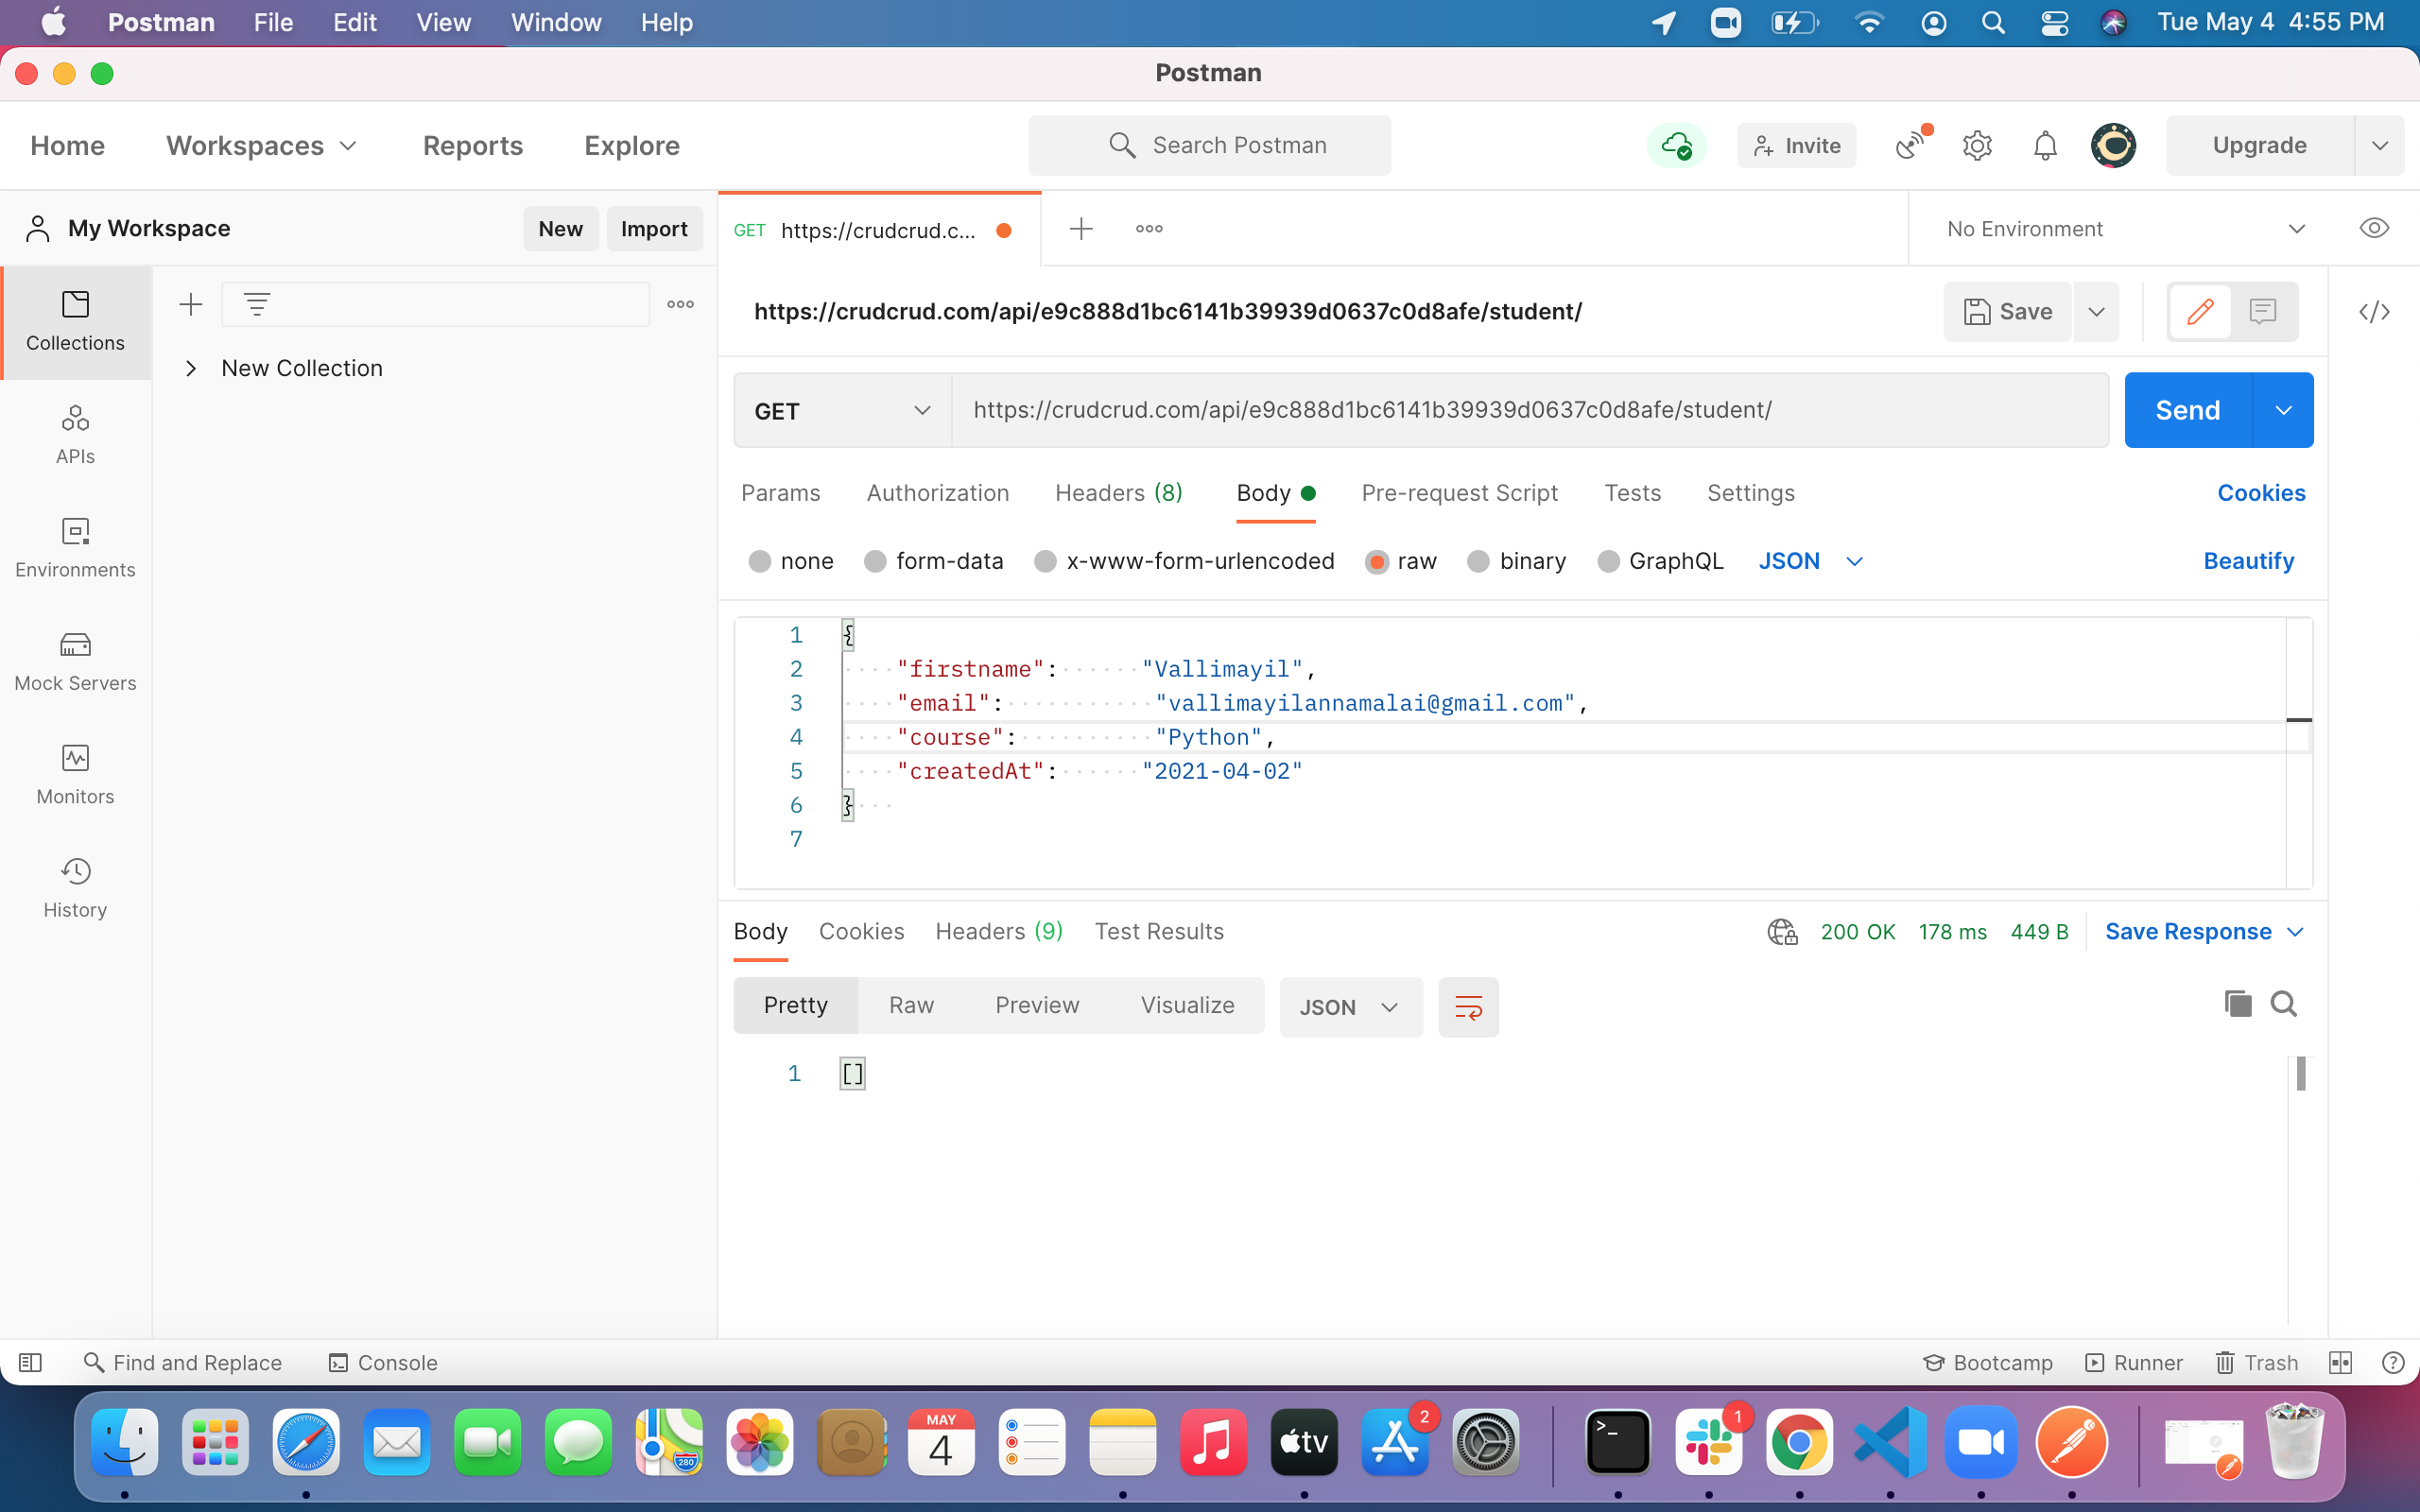 Postman File Edit View Window Help Tue May 4 4:55 PM
Postman
Home Workspaces Reports Explore Search Postman Invite Upgrade
My Workspace New Import GET https://crudcrud.c... No Environment
Collections
APIs
Environments
Mock Servers
Monitors
History
New Collection
https://crudcrud.com/api/e9c888d1bc6141b39939d0637c0d8afe/student/ Save
GET https://crudcrud.com/api/e9c888d1bc6141b39939d0637c0d8afe/student/ Send
Params Authorization Headers (8) Body Pre-request Script Tests Settings Cookies
none form-data x-www-form-urlencoded raw binary GraphQL JSON Beautify
1 {
2 "firstname": "Vallimayil",
3 "email": "vallimayilannamalai@gmail.com",
4 "course": "Python",
5 "createdAt": "2021-04-02"
6 }
7
Body Cookies Headers (9) Test Results 200 OK 178 ms 449 B Save Response
Pretty Raw Preview Visualize JSON
1 []
Find and Replace Console Bootcamp Runner Trash
MAY
4
280
tv
2
1